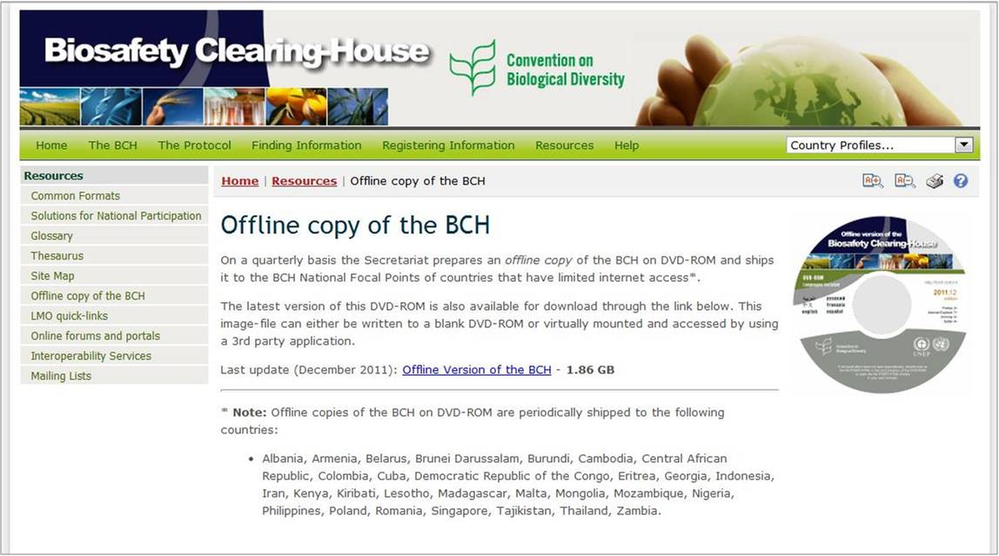 Biosafety Clearing-House
Convention on
Biological Diversity
Home The BCH The Protocol Finding Information Registering Information Resources Help Country Profiles...
Resources
Common Formats
Solutions for National Participation
Glossary
Thesaurus
Site Map
Offline copy of the BCH
LMO quick-links
Online forums and portals
Interoperability Services
Mailing Lists
Home | Resources | Offline copy of the BCH
Offline copy of the BCH
On a quarterly basis the Secretariat prepares an offline copy of the BCH on DVD-ROM and ships
it to the BCH National Focal Points of countries that have limited internet access*.
The latest version of this DVD-ROM is also available for download through the link below. This
image-file can either be written to a blank DVD-ROM or virtually mounted and accessed by using
a 3rd party application.
Last update (December 2011): Offline Version of the BCH - 1.86 GB
* Note: Offline copies of the BCH on DVD-ROM are periodically shipped to the following
countries:
• Albania, Armenia, Belarus, Brunei Darussalam, Burundi, Cambodia, Central African
Republic, Colombia, Cuba, Democratic Republic of the Congo, Eritrea, Georgia, Indonesia,
Iran, Kenya, Kiribati, Lesotho, Madagascar, Malta, Mongolia, Mozambique, Nigeria,
Philippines, Poland, Romania, Singapore, Tajikistan, Thailand, Zambia.
Offline version of the
Biosafety Clearing-House
DVD-ROM
2011.12
edition
русский
français
english español
Convention on
Biological Diversity
UNEP